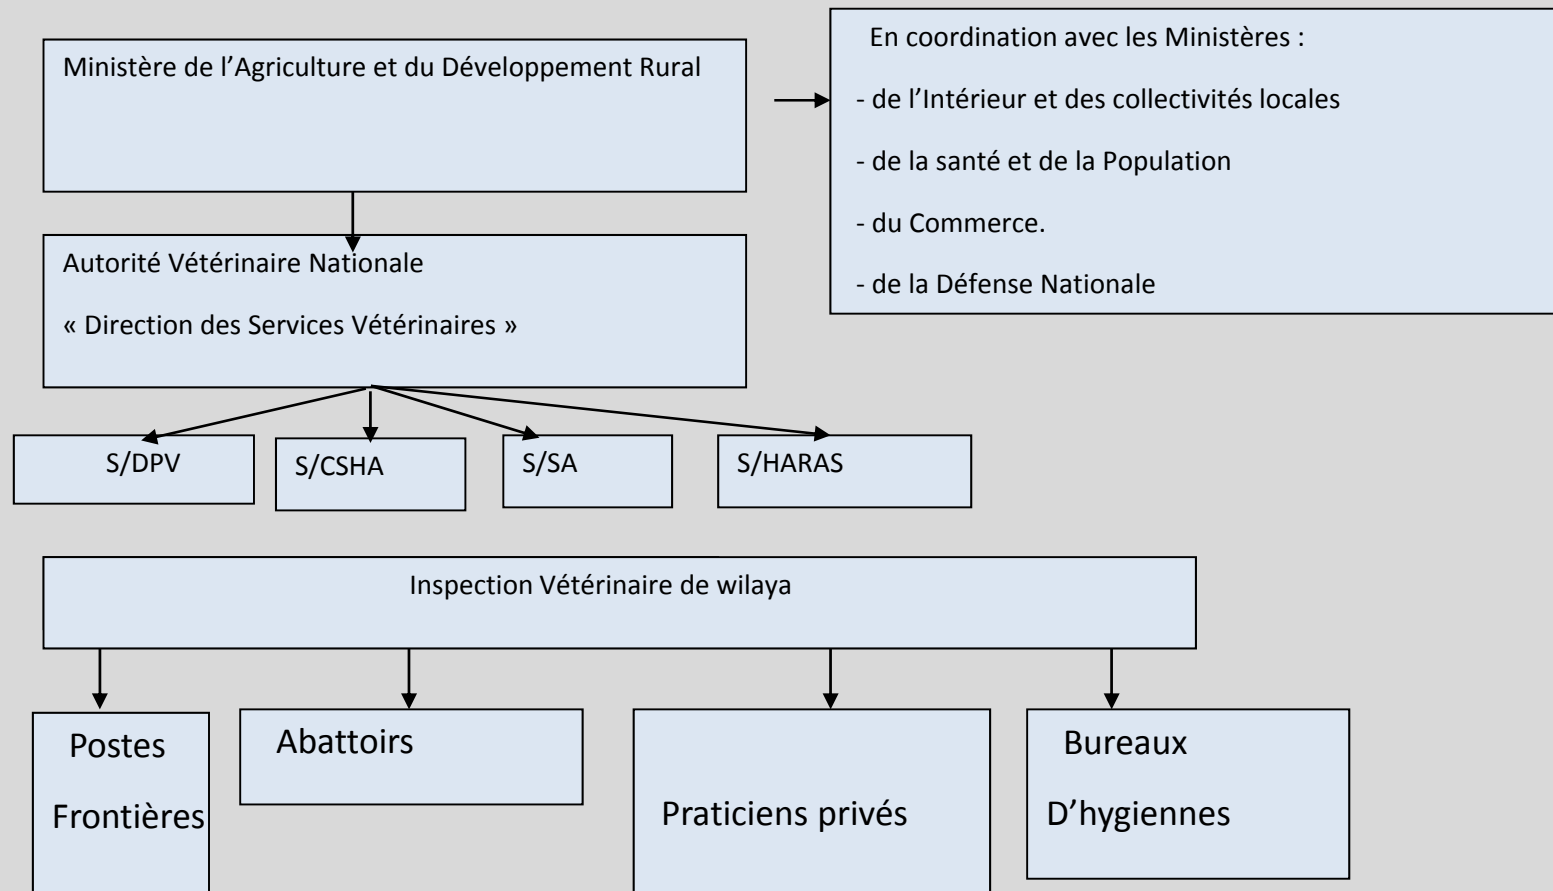 Ministère de l’Agriculture et du Développement Rural
En coordination avec les Ministères :
- de l’Intérieur et des collectivités locales
- de la santé et de la Population
- du Commerce.
- de la Défense Nationale
Autorité Vétérinaire Nationale
« Direction des Services Vétérinaires »
S/DPV
S/CSHA
S/SA
S/HARAS
Inspection Vétérinaire de wilaya
Postes
Frontières
Abattoirs
Praticiens privés
Bureaux
D’hygiennes